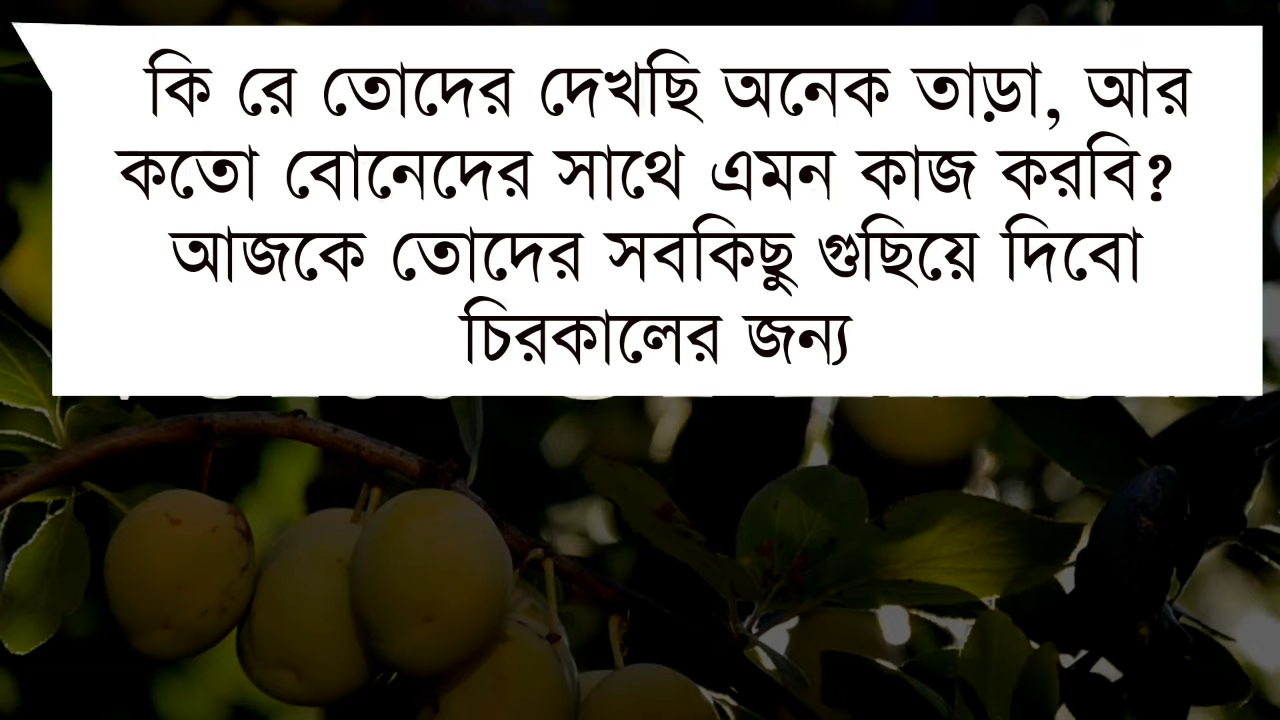 কি রে তোদের দেখছি অনেক তাড়া, আর
কতো বোনেদের সাথে এমন কাজ করবি?
আজকে তোদের সবকিছু গুছিয়ে দিবো
চিরকালের জন্য